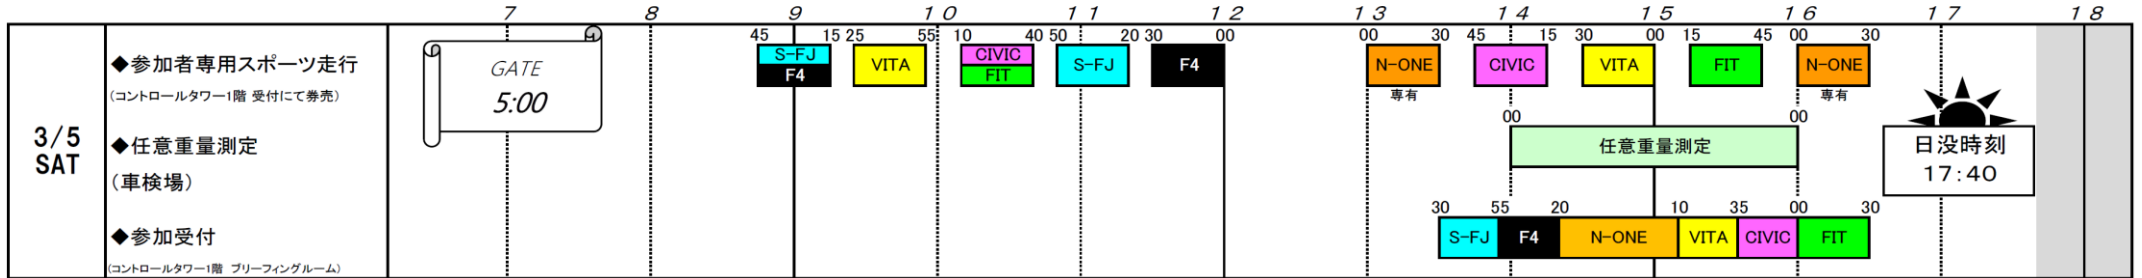 7 8 9 10 11 12 13 14 15 16 17 18
3/5
SAT
◆参加者専用スポーツ走行
(コントロールタワー1階 受付にて券売)
GATE
5:00
45 15 25 55 10 40 50 20 30 00 00 30 45 15 30 00 15 45 00 30
S-FJ
F4
VITA
CIVIC
FIT
S-FJ
F4
N-ONE
専有
CIVIC
VITA
FIT
N-ONE
専有
◆任意重量測定
(車検場)
00 00
任意重量測定
日没時刻
17:40
◆参加受付
(コントロールタワー1階 ブリーフィングルーム)
30 55 20 10 35 00 30
S-FJ F4 N-ONE VITA CIVIC FIT